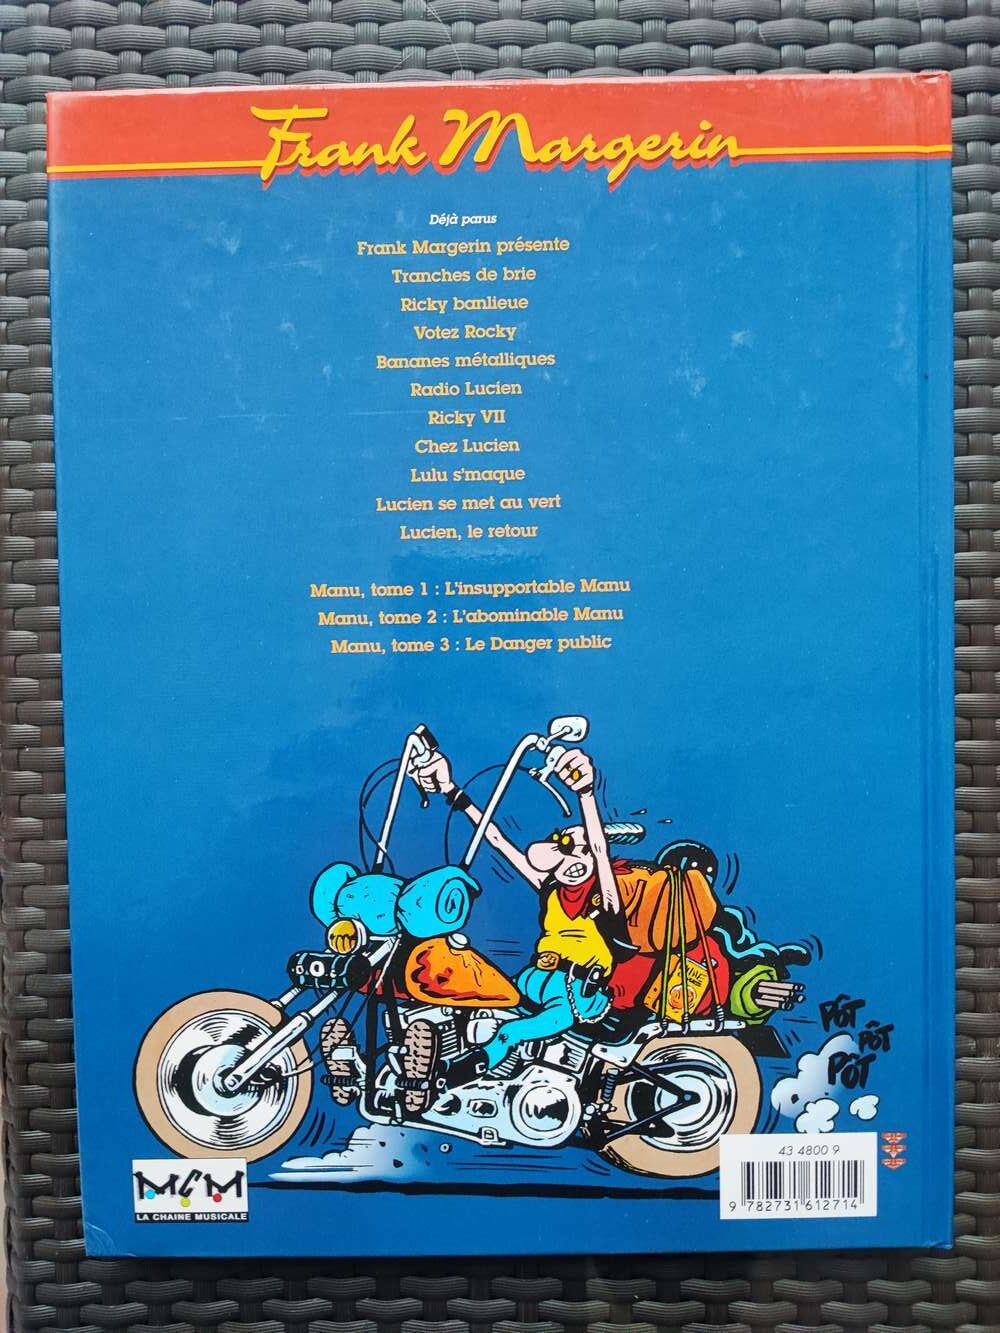 Frank Margerin
Déjà parus
Frank Margerin présente
Tranches de brie
Ricky banlieue
Votez Rocky
Bananes métalliques
Radio Lucien
Ricky VII
Chez Lucien
Lulu s'maque
Lucien se met au vert
Lucien, le retour
Manu, tome 1 : L'insupportable Manu
Manu, tome 2 : L'abominable Manu
Manu, tome 3 : Le Danger public
PÔT
PÔT
PÔT
MCM
LA CHAINE MUSICALE
43 4800 9
9 782731 612714